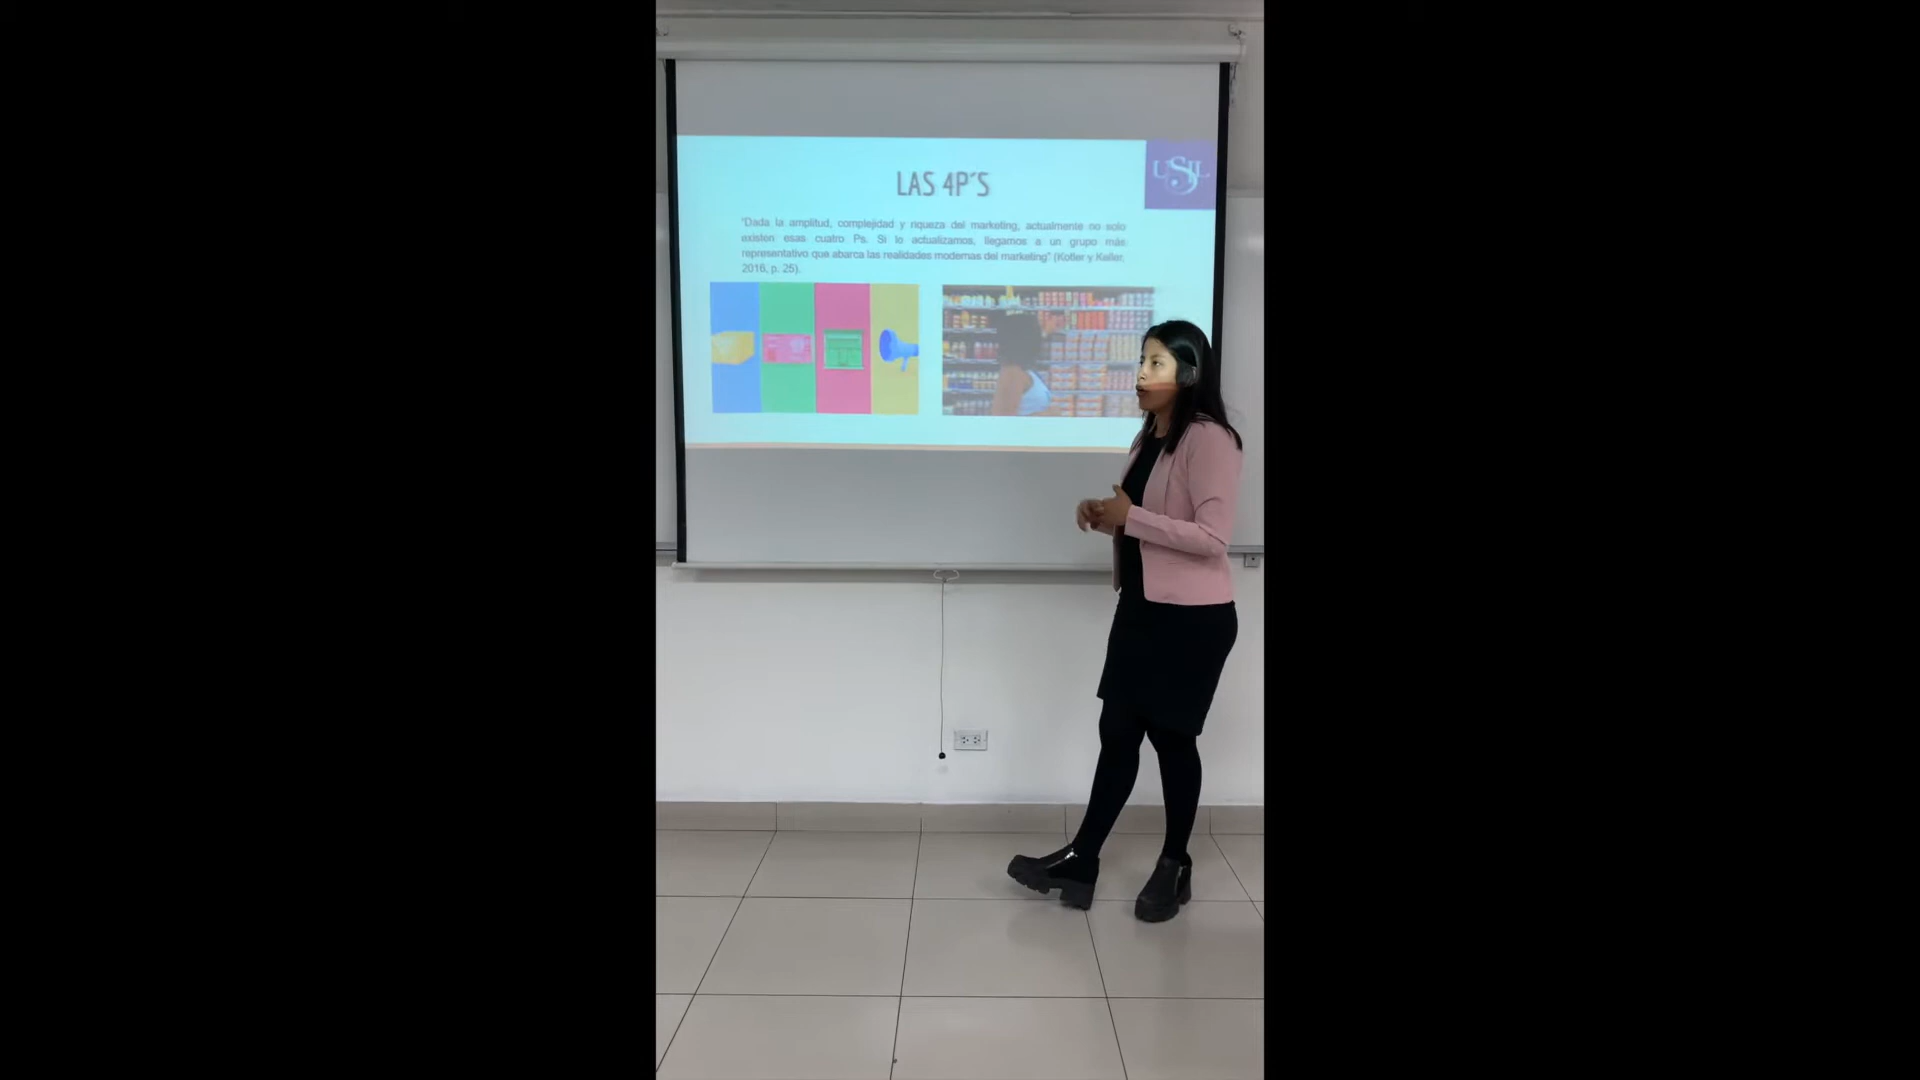 LAS 4P´S
USIL
"Dada la amplitud, complejidad y riqueza del marketing, actualmente no solo
existen esas cuatro Ps. Si lo actualizamos, llegamos a un grupo más
representativo que abarca las realidades modernas del marketing" (Kotler y Keller,
2016, p. 25).